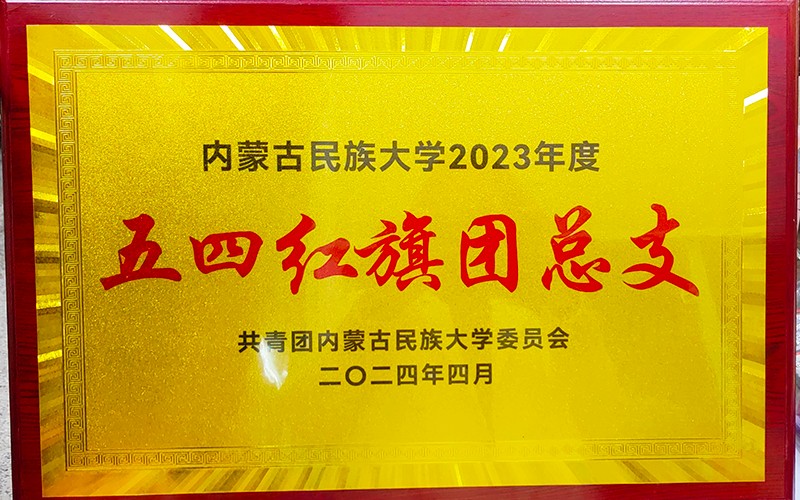 内蒙古民族大学2023年度
五四红旗团总支
共青团内蒙古民族大学委员会
二〇二四年四月